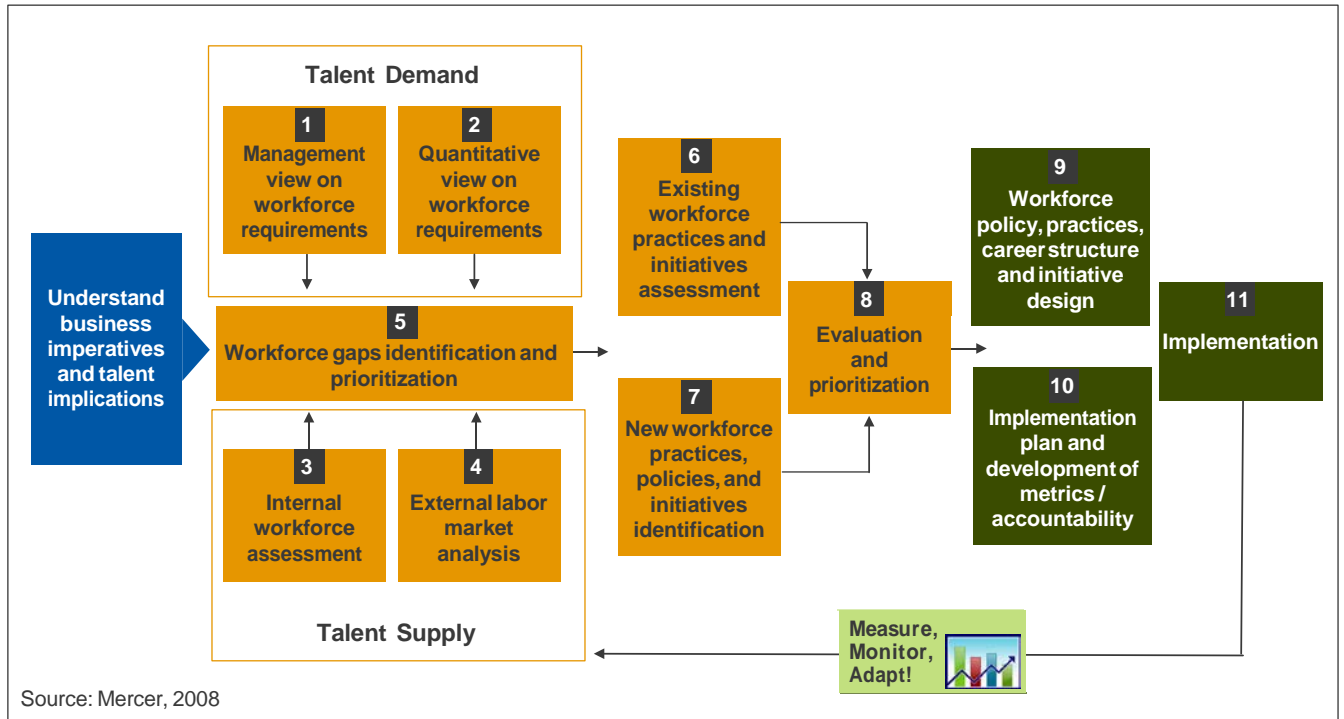 Talent Demand
1
Management
view on
workforce
requirements
2
Quantitative
view on
workforce
requirements
Understand
business
imperatives
and talent
implications
5
Workforce gaps identification and
prioritization
3
Internal
workforce
assessment
4
External labor
market
analysis
Talent Supply
6
Existing
workforce
practices and
initiatives
assessment
7
New workforce
practices,
policies, and
initiatives
identification
8
Evaluation
and
prioritization
9
Workforce
policy, practices,
career structure
and initiative
design
10
Implementation
plan and
development of
metrics /
accountability
11
Implementation
Measure,
Monitor,
Adapt!
Source: Mercer, 2008